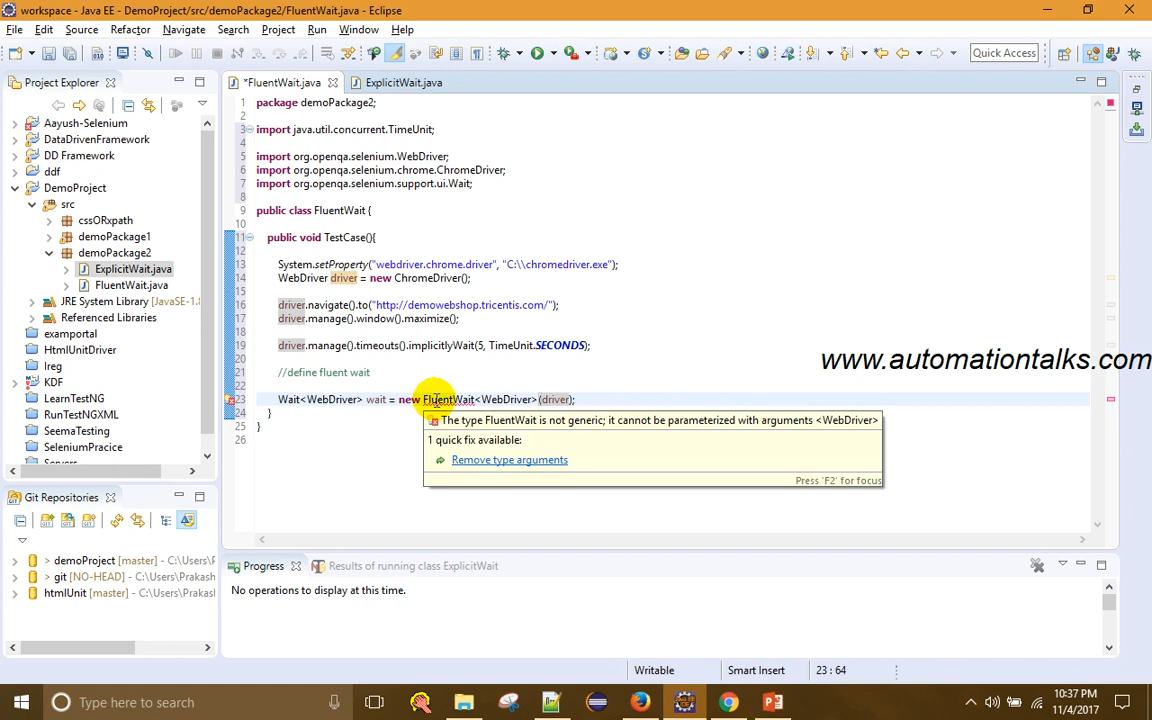 workspace - Java EE - DemoProject/src/demoPackage2/FluentWait.java - Eclipse
File Edit Source Refactor Navigate Search Project Run Window Help
Quick Access
Project Explorer
Aayush-Selenium
DataDrivenFramework
DD Framework
ddf
DemoProject
src
cssORxpath
demoPackage1
demoPackage2
ExplicitWait.java
FluentWait.java
JRE System Library [JavaSE-1.8
Referenced Libraries
examportal
HtmlUnitDriver
Ireg
KDF
LearnTestNG
RunTestNGXML
SeemaTesting
SeleniumPracice
Servers
*FluentWait.java
ExplicitWait.java
1 package demoPackage2;
2
3 import java.util.concurrent.TimeUnit;
4
5 import org.openqa.selenium.WebDriver;
6 import org.openqa.selenium.chrome.ChromeDriver;
7 import org.openqa.selenium.support.ui.Wait;
8
9 public class FluentWait {
10
11 public void TestCase(){
12
13 System.setProperty("webdriver.chrome.driver", "C:\\chromedriver.exe");
14 WebDriver driver = new ChromeDriver();
15
16 driver.navigate().to("http://demowebshop.tricentis.com/");
17 driver.manage().window().maximize();
18
19 driver.manage().timeouts().implicitlyWait(5, TimeUnit.SECONDS);
20
21 //define fluent wait
22
23 Wait<WebDriver> wait = new FluentWait<WebDriver>(driver);
24 }
25 }
26
The type FluentWait is not generic; it cannot be parameterized with arguments <WebDriver>
1 quick fix available:
Remove type arguments
Press 'F2' for focus
www.automationtalks.com
Git Repositories
> demoProject [master] - C:\Users\P
> git [NO-HEAD] - C:\Users\Prakash
htmlUnit [master] - C:\Users\Prakas
Progress
Results of running class ExplicitWait
No operations to display at this time.
Writable
Smart Insert
23 : 64
Type here to search
10:37 PM
11/4/2017